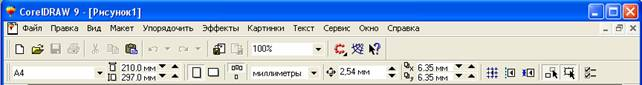 CorelDRAW 9 - [Рисунок1]
Файл Правка Вид Макет Упорядочить Эффекты Картинки Текст Сервис Окно Справка
100%
A4 210.0 мм 297.0 мм миллиметры 2,54 мм x 6.35 мм y 6.35 мм